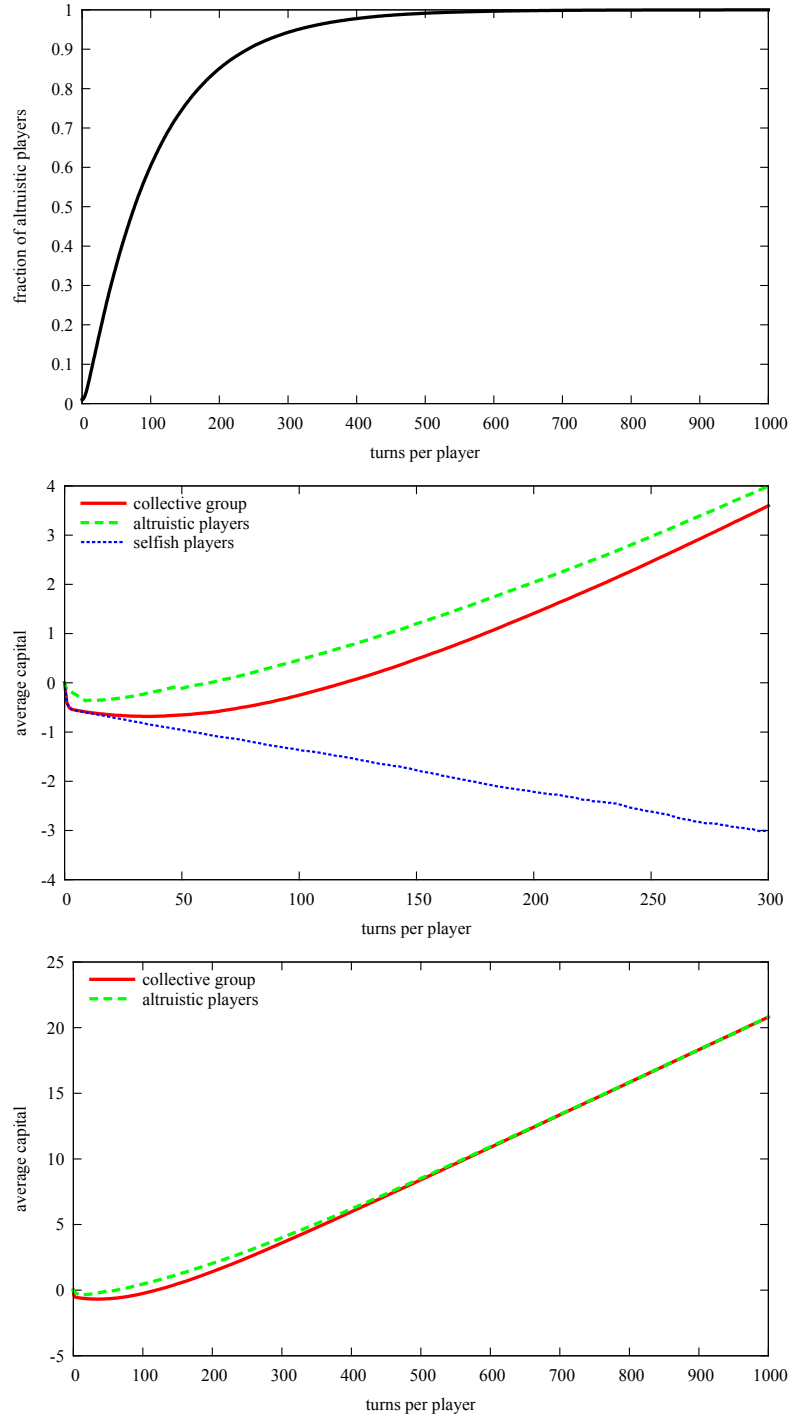 1
0.9
0.8
0.7
0.6
0.5
0.4
0.3
0.2
0.1
0
0 100 200 300 400 500 600 700 800 900 1000
fraction of altruistic players
turns per player
4
3
2
1
0
-1
-2
-3
-4
0 50 100 150 200 250 300
average capital
turns per player
collective group
altruistic players
selfish players
25
20
15
10
5
0
-5
0 100 200 300 400 500 600 700 800 900 1000
average capital
turns per player
collective group
altruistic players